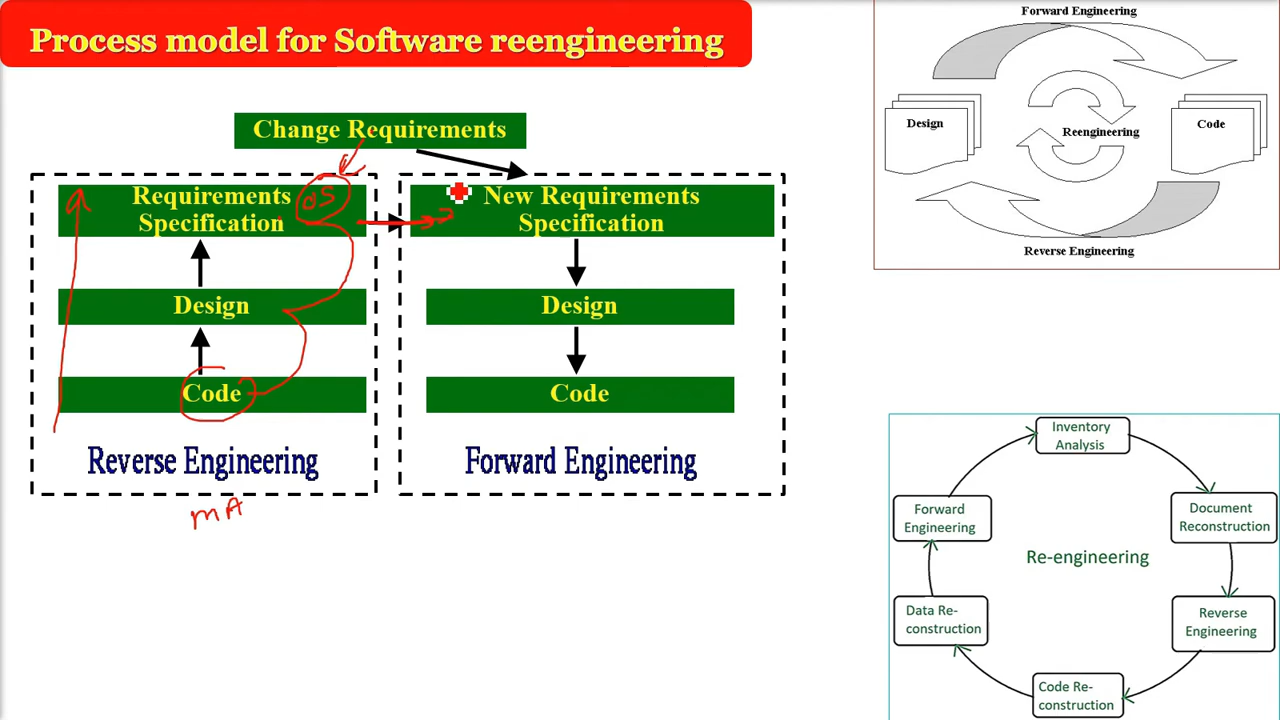 Process model for Software reengineering
Change Requirements
Requirements
Specification
OS
Design
Code
Reverse Engineering
MA
New Requirements
Specification
Design
Code
Forward Engineering
Forward Engineering
Design
Reengineering
Code
Reverse Engineering
Inventory
Analysis
Document
Reconstruction
Reverse
Engineering
Code Re-
construction
Data Re-
construction
Forward
Engineering
Re-engineering